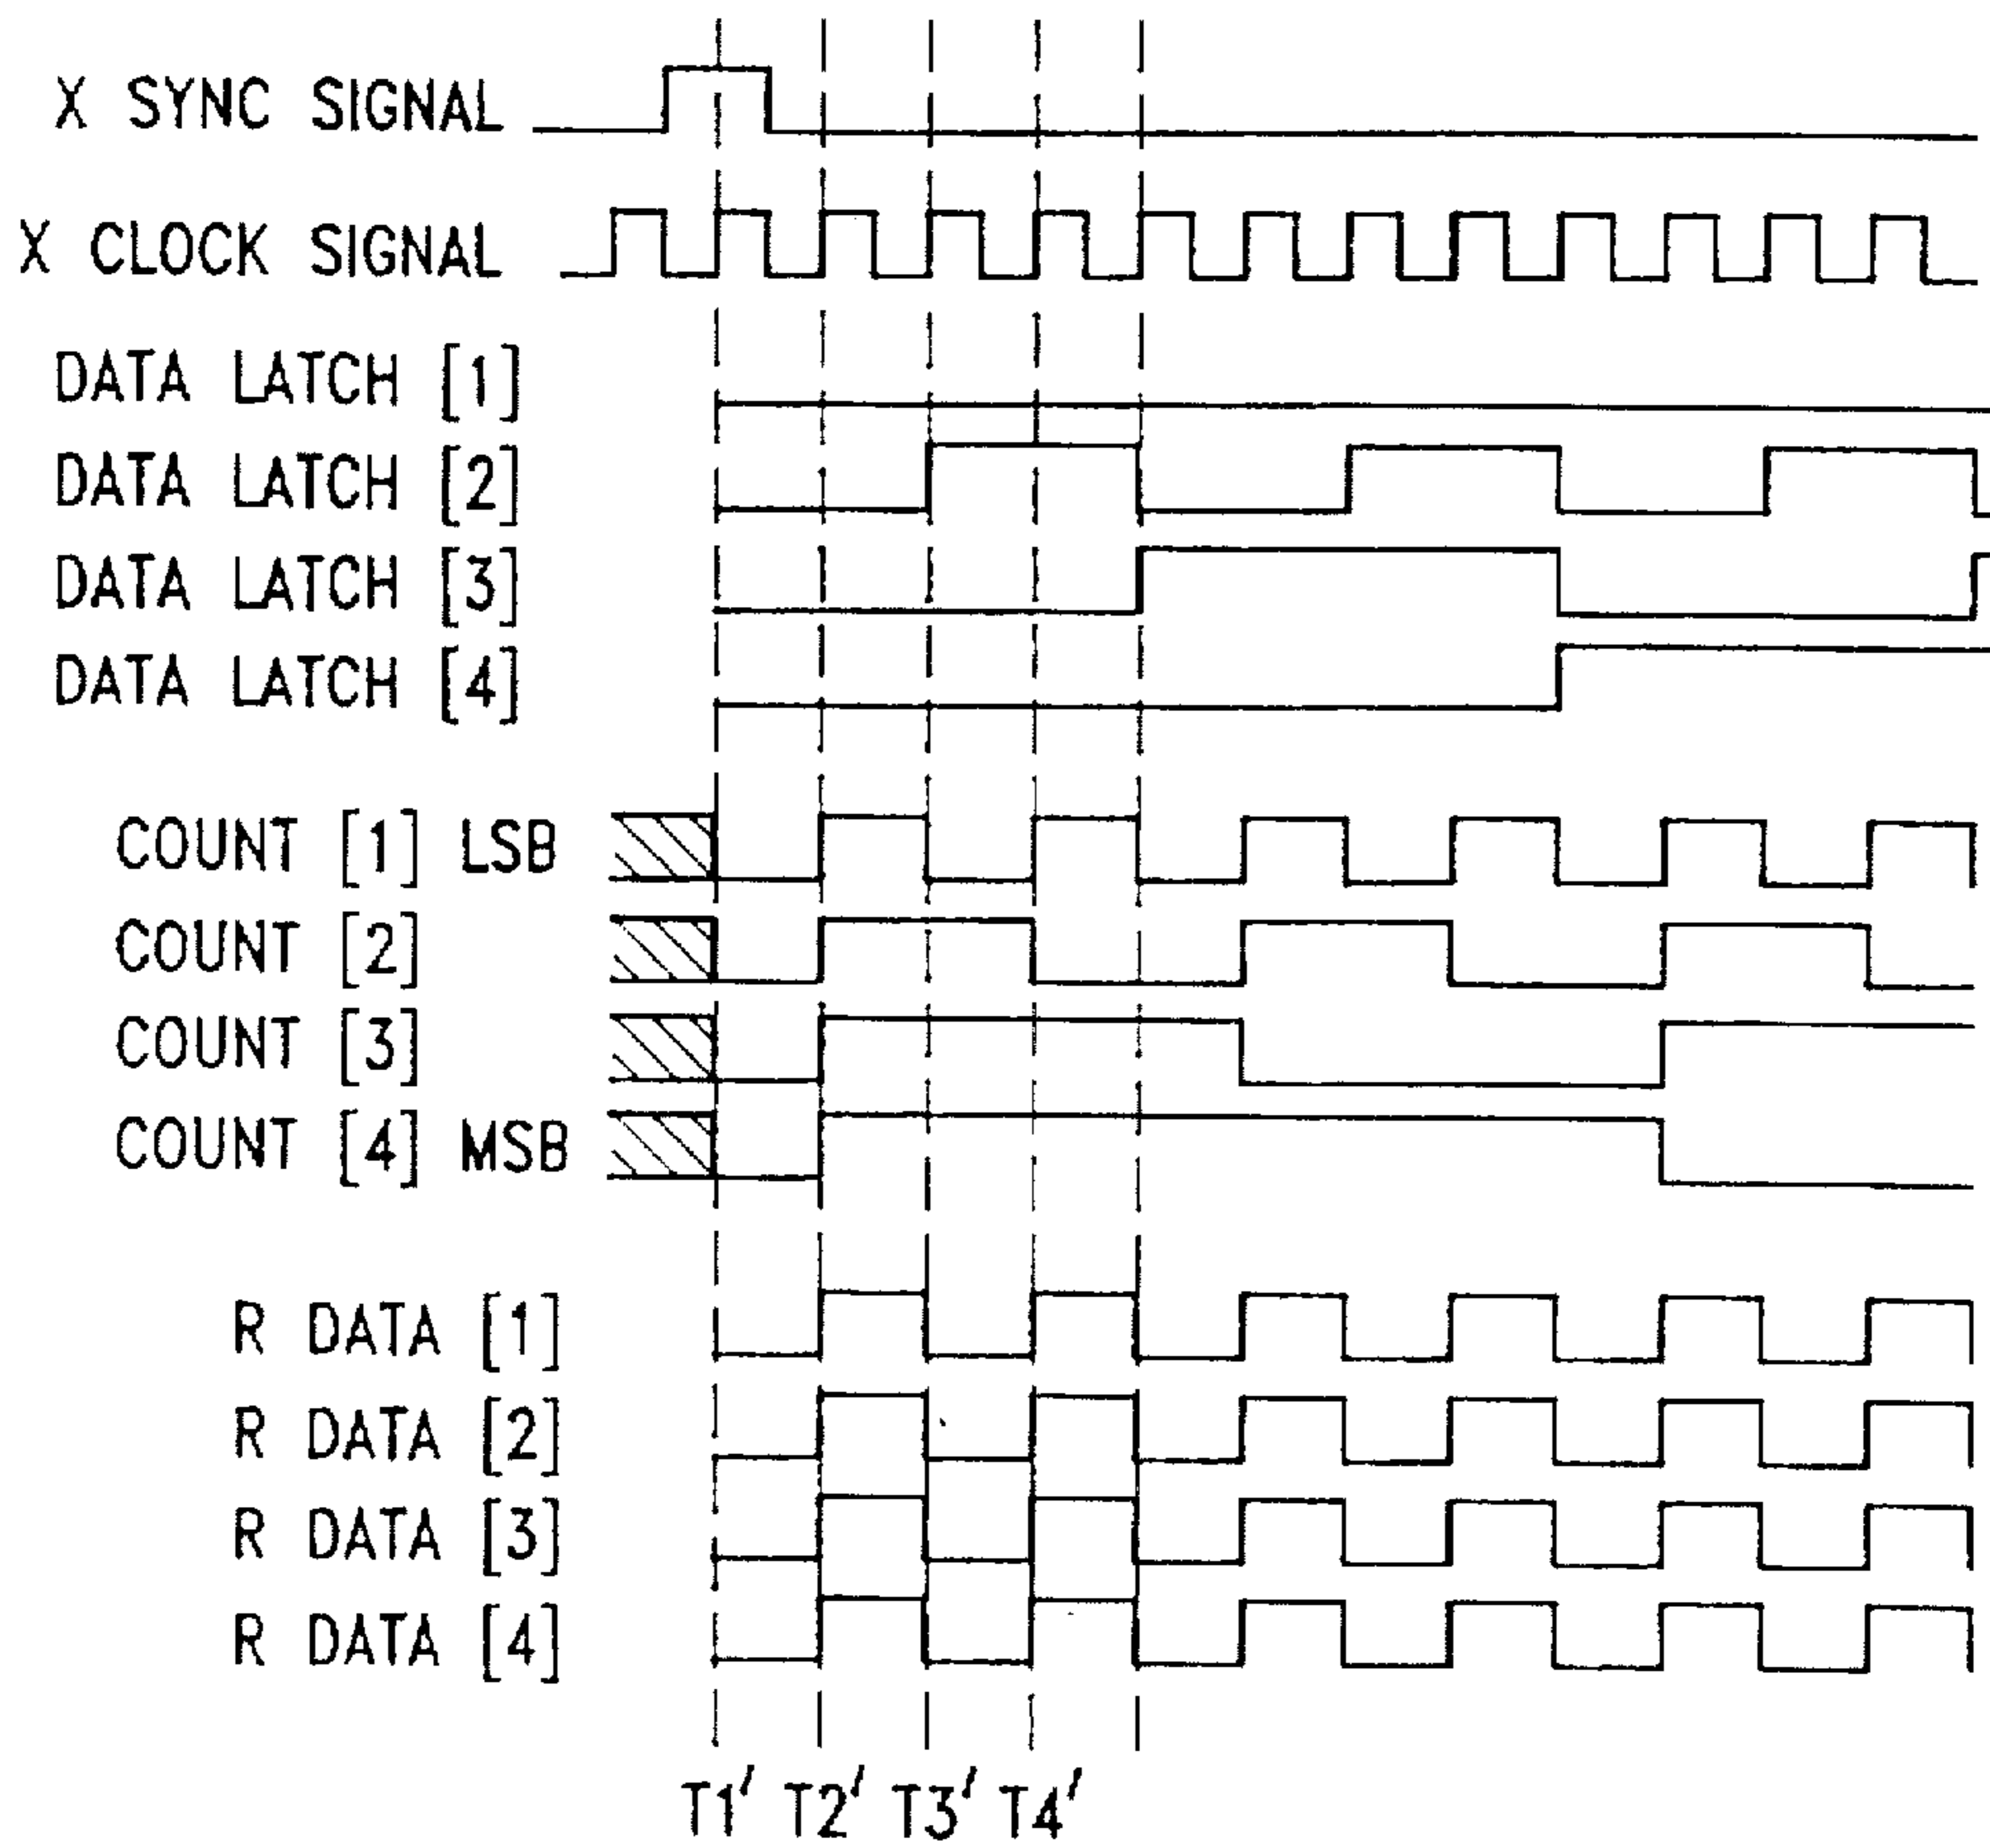 X SYNC SIGNAL
X CLOCK SIGNAL
DATA LATCH [1]
DATA LATCH [2]
DATA LATCH [3]
DATA LATCH [4]
COUNT [1] LSB
COUNT [2]
COUNT [3]
COUNT [4] MSB
R DATA [1]
R DATA [2]
R DATA [3]
R DATA [4]
T1′ T2′ T3′ T4′